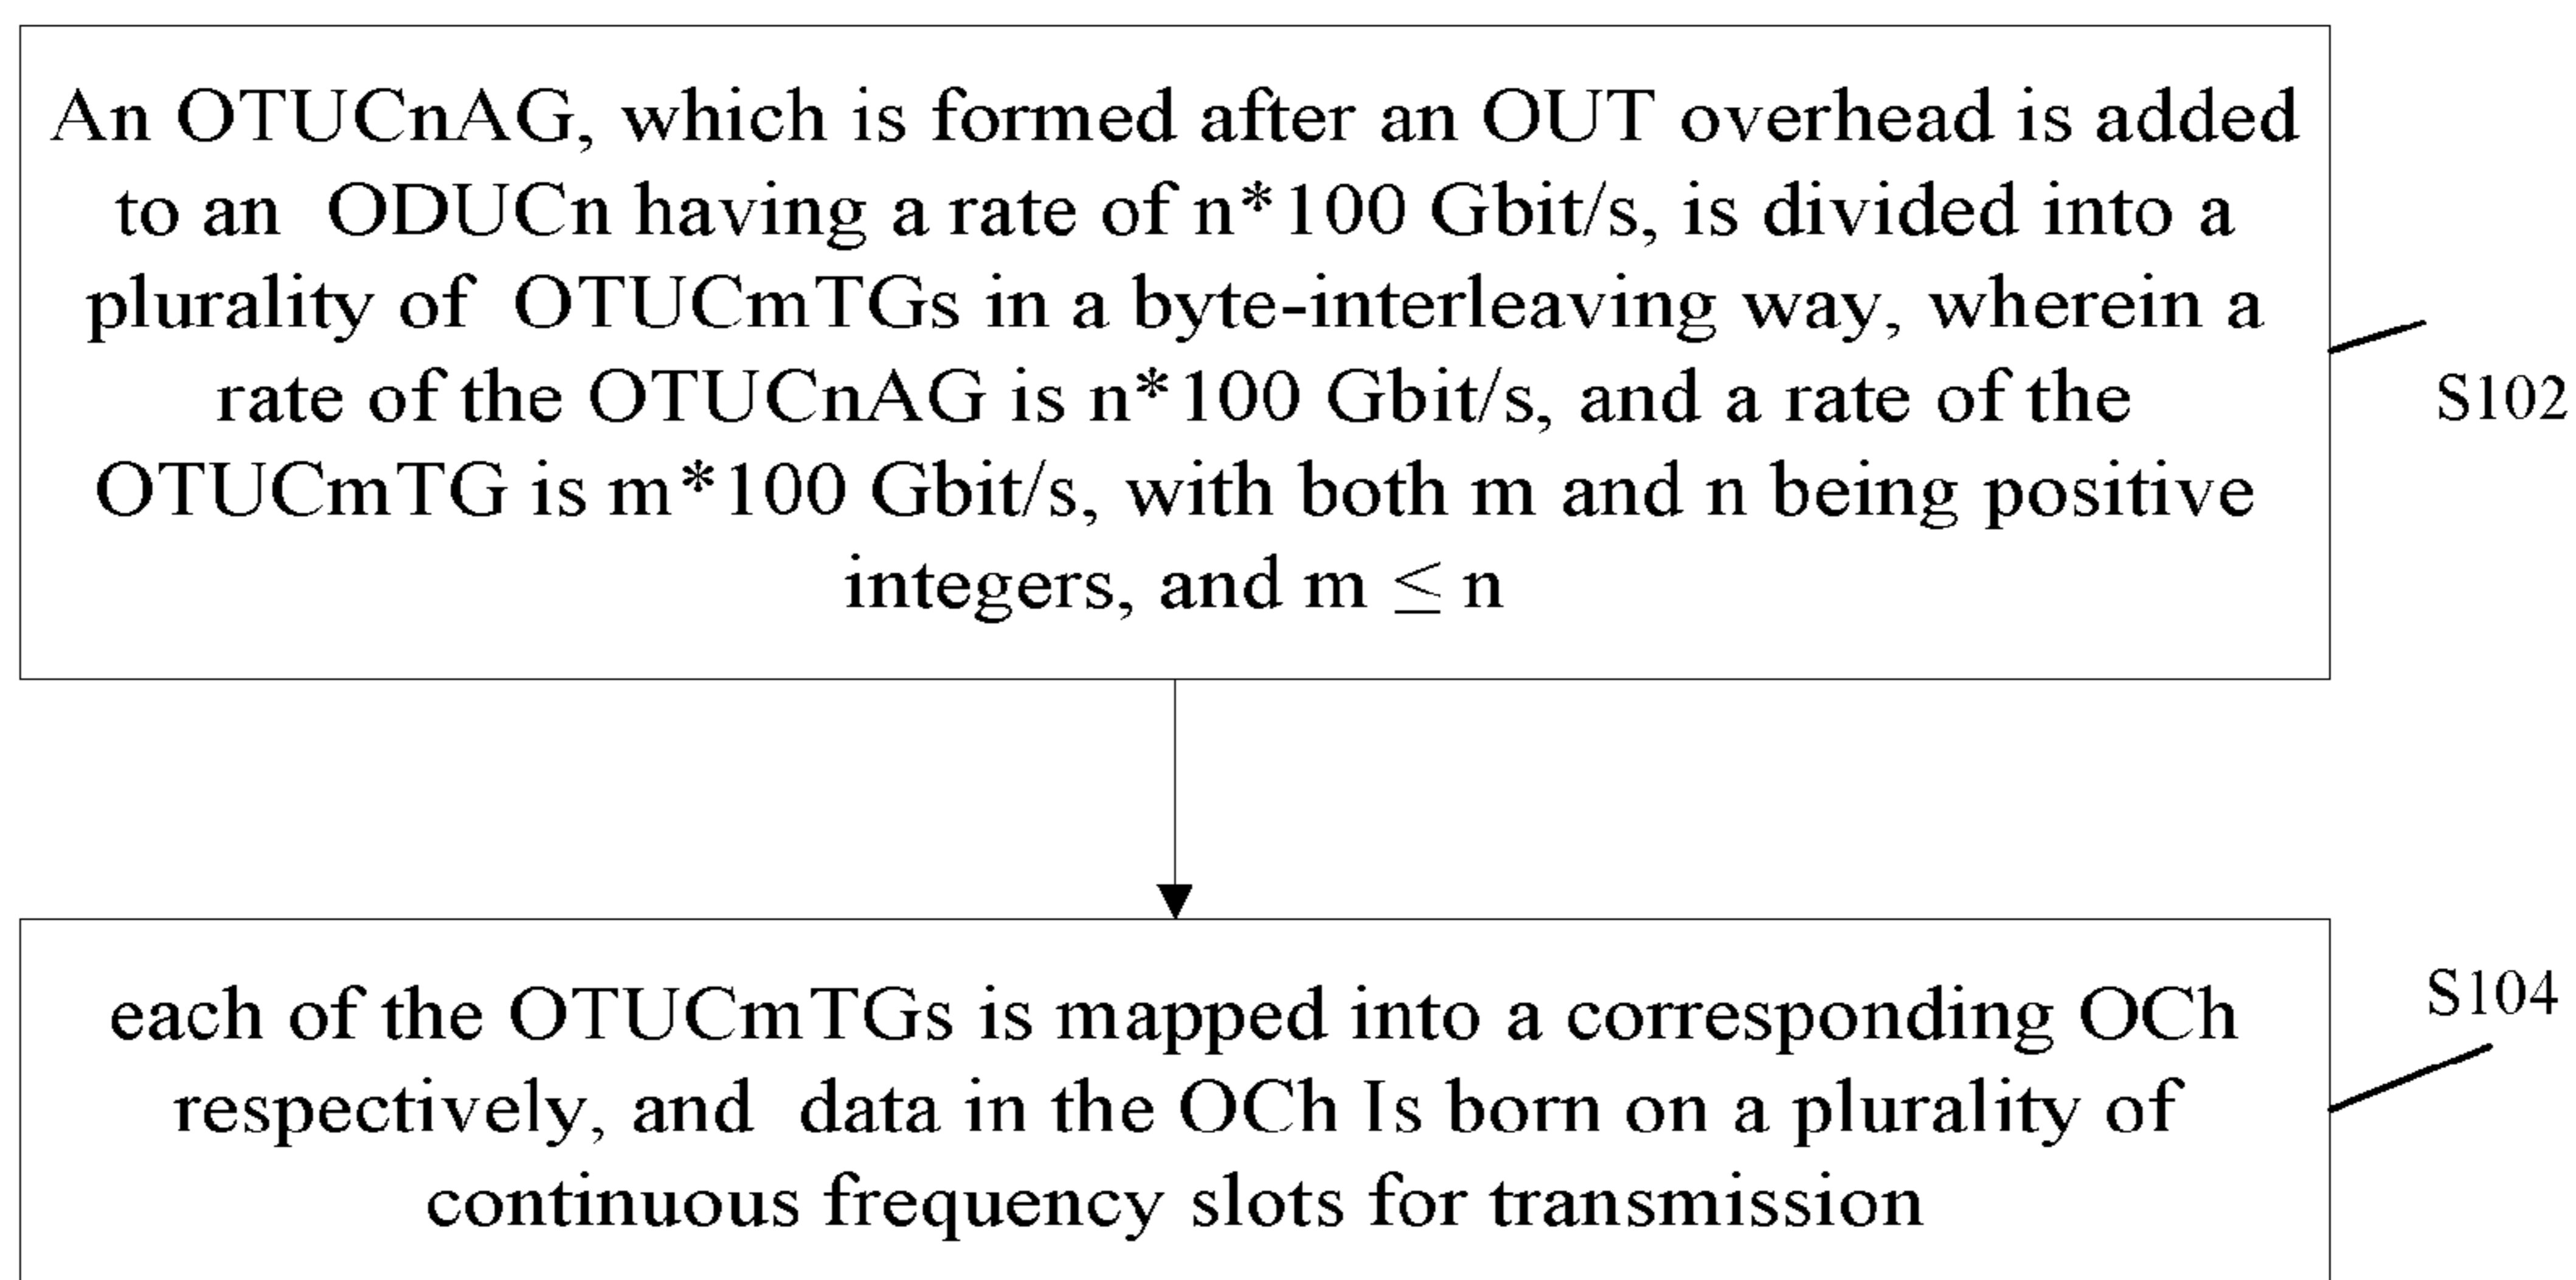 An OTUCnAG, which is formed after an OUT overhead is added
to an ODUCn having a rate of n*100 Gbit/s, is divided into a
plurality of OTUCmTGs in a byte-interleaving way, wherein a
rate of the OTUCnAG is n*100 Gbit/s, and a rate of the
OTUCmTG is m*100 Gbit/s, with both m and n being positive
integers, and m ≤ n
S102
each of the OTUCmTGs is mapped into a corresponding OCh
respectively, and data in the OCh Is born on a plurality of
continuous frequency slots for transmission
S104